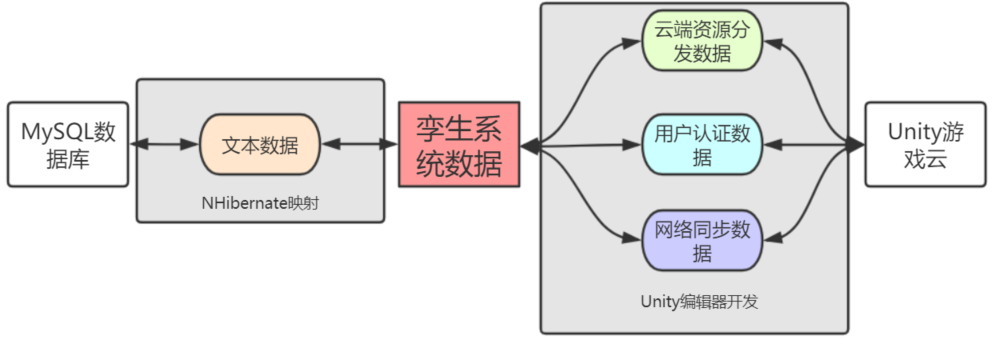 云端资源分
发数据
MySQL数
据库
文本数据
NHibernate映射
孪生系
统数据
用户认证数
据
Unity游
戏云
网络同步数
据
Unity编辑器开发